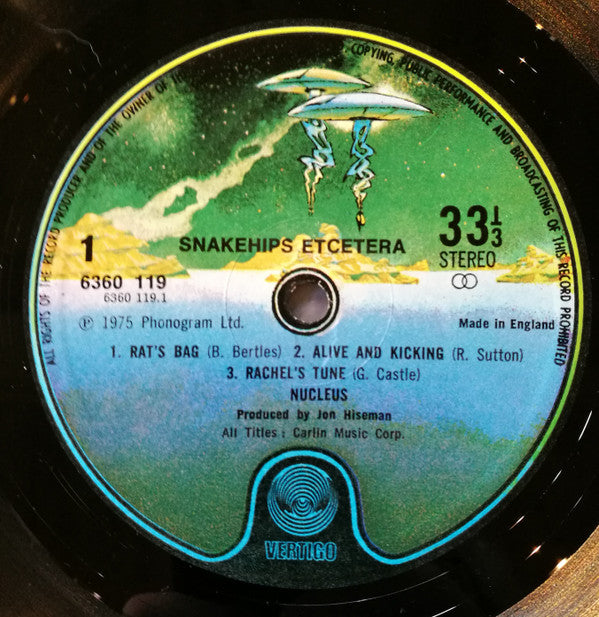 ALL RIGHTS OF THE RECORD PRODUCER AND OF THE OWNER OF
COPYING, PUBLIC PERFORMANCE AND BROADCASTING OF THIS RECORD PROHIBITED
1
SNAKEHIPS ETCETERA
33 1/3
STEREO
6360 119
6360 119.1
℗ 1975 Phonogram Ltd.
Made in England
1. RAT'S BAG (B. Bertles) 2. ALIVE AND KICKING (R. Sutton)
3. RACHEL'S TUNE (G. Castle)
NUCLEUS
Produced by Jon Hiseman
All Titles : Carlin Music Corp.
VERTIGO